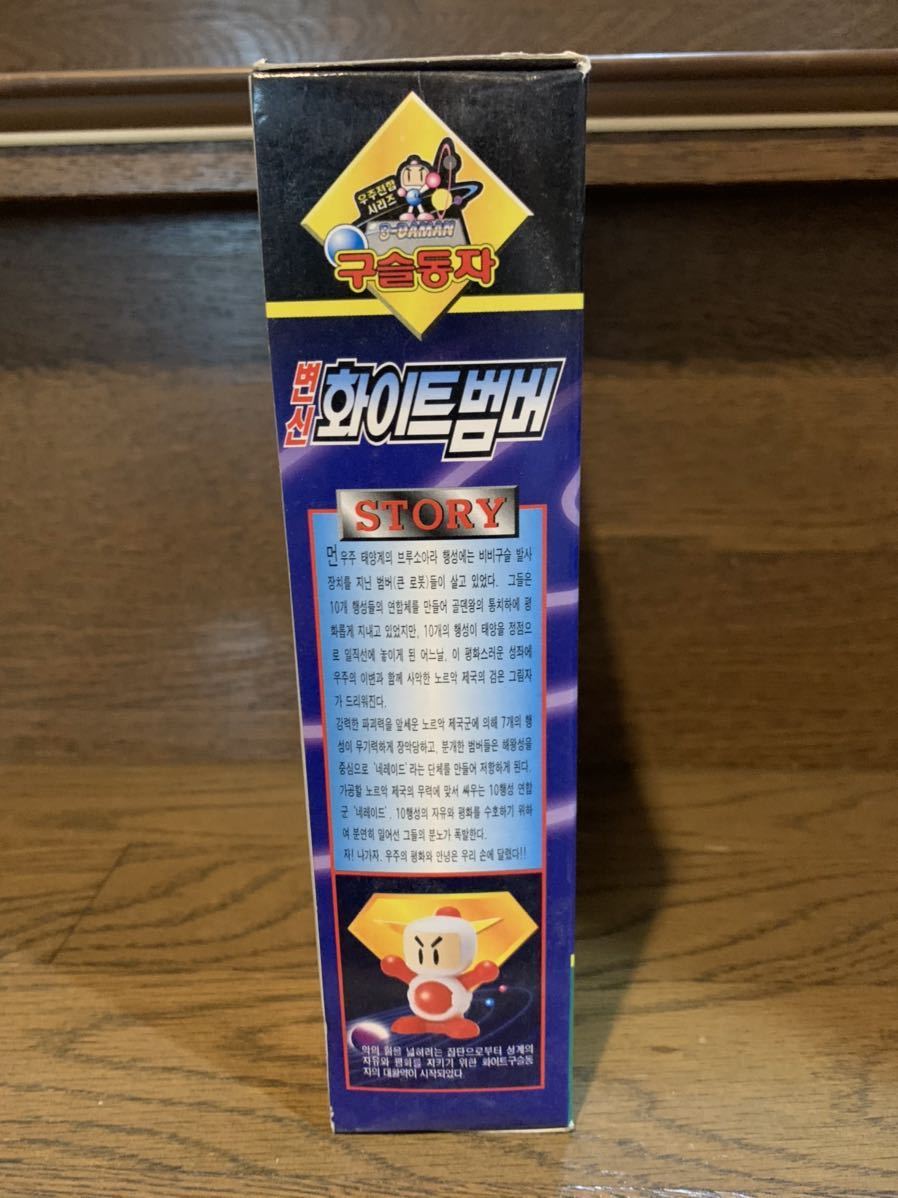 우주전함
시리즈
B-DAMAN
구슬동자
변신
화이트범버
STORY
먼 우주 태양계의 브루소아라 행성에는 비비구슬 발사
장치를 지닌 범버(큰 로봇)들이 살고 있었다. 그들은
10개 행성들의 연합체를 만들어 골덴왕의 통치하에 평
화롭게 지내고 있었지만, 10개의 행성이 태양을 정점으
로 일직선에 놓이게 된 어느날, 이 평화스러운 성좌에
우주의 이변과 함께 사악한 노르악 제국의 검은 그림자
가 드리워진다.
강력한 파괴력을 앞세운 노르악 제국군에 의해 7개의 행
성이 무기력하게 장악당하고, 분개한 범버들은 해왕성을
중심으로 '네레이드'라는 단체를 만들어 저항하게 된다.
가공할 노르악 제국의 무력에 맞서 싸우는 10행성 연합
군 '네레이드'. 10행성의 자유와 평화를 수호하기 위하
여 분연히 일어선 그들의 분노가 폭발한다.
자! 나가자. 우주의 평화와 안녕은 우리 손에 달렸다!!
악의 힘을 넓히려는 집단으로부터 성계의
자유와 평화를 지키기 위한 화이트구슬동
자의 대활약이 시작되었다.